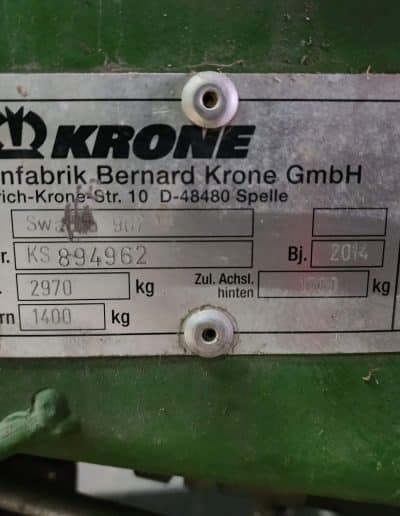 KRONE
nfabrik Bernard Krone GmbH
rich-Krone-Str. 10 D-48480 Spelle
967
r. KS 894962 Bj. 2014
. 2970 kg Zul. Achsl. hinten kg
rn 1400 kg